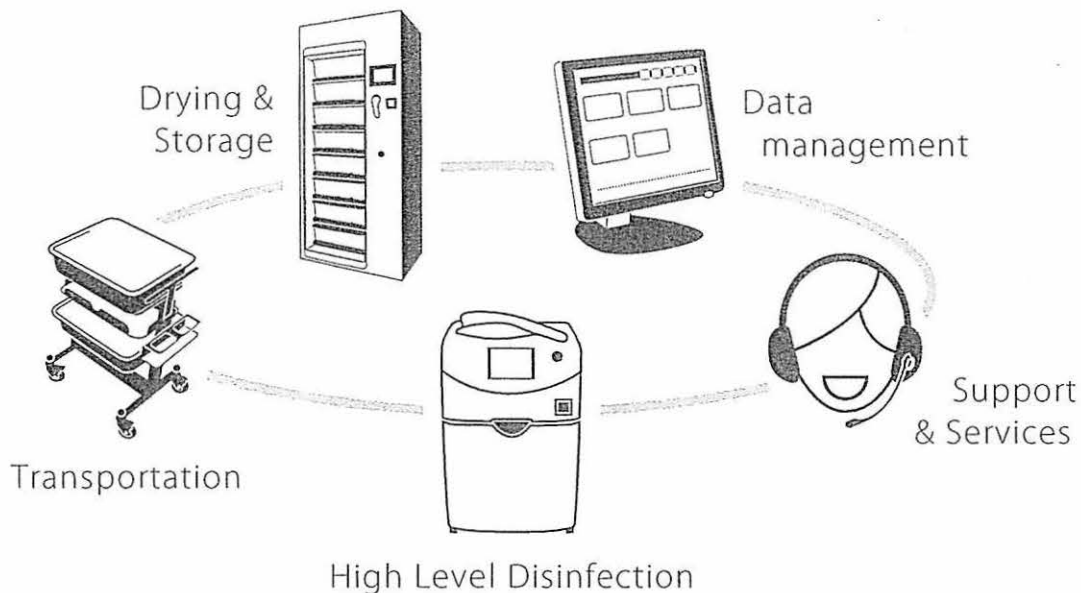 Drying &
Storage
Data
management
Support
& Services
Transportation
High Level Disinfection